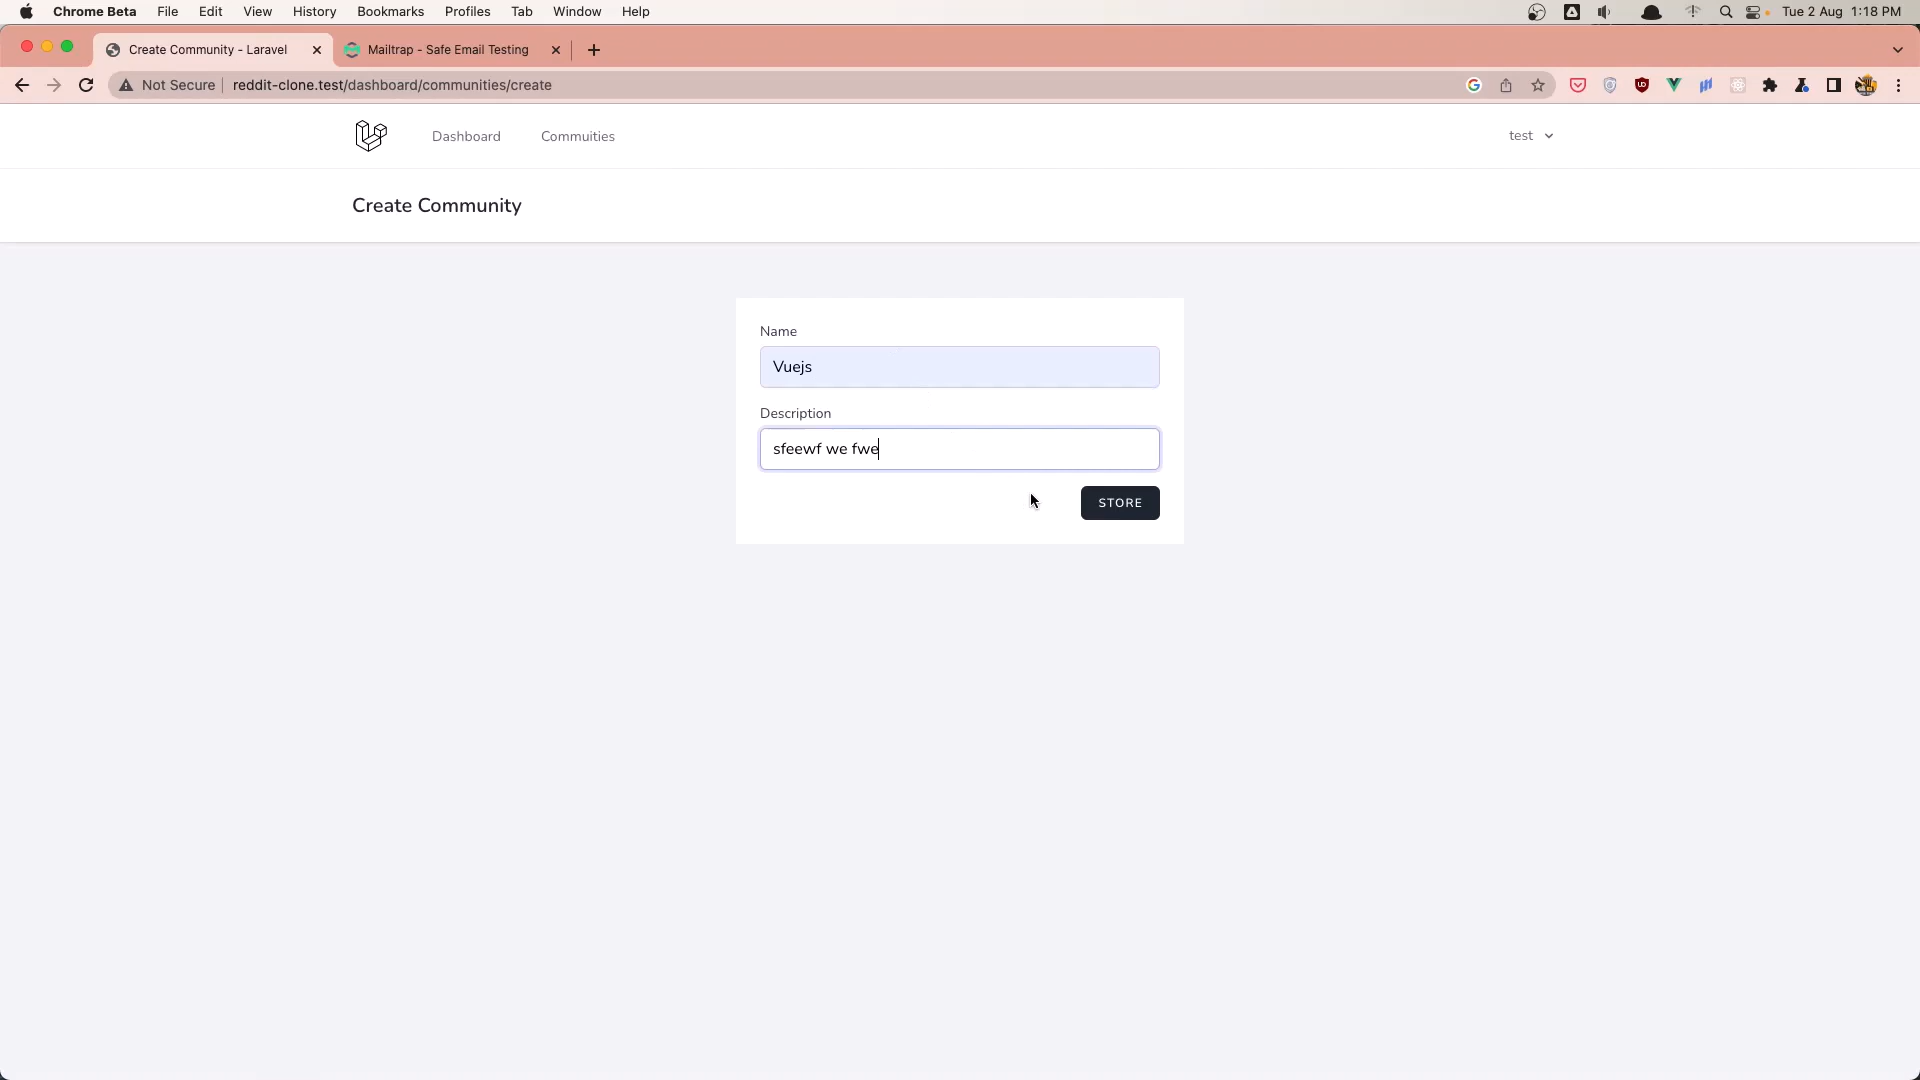 Chrome Beta File Edit View History Bookmarks Profiles Tab Window Help Tue 2 Aug 1:18 PM
Create Community - Laravel Mailtrap - Safe Email Testing
Not Secure reddit-clone.test/dashboard/communities/create
Dashboard Commuities test
Create Community
Name
Vuejs
Description
sfeewf we fwe
STORE